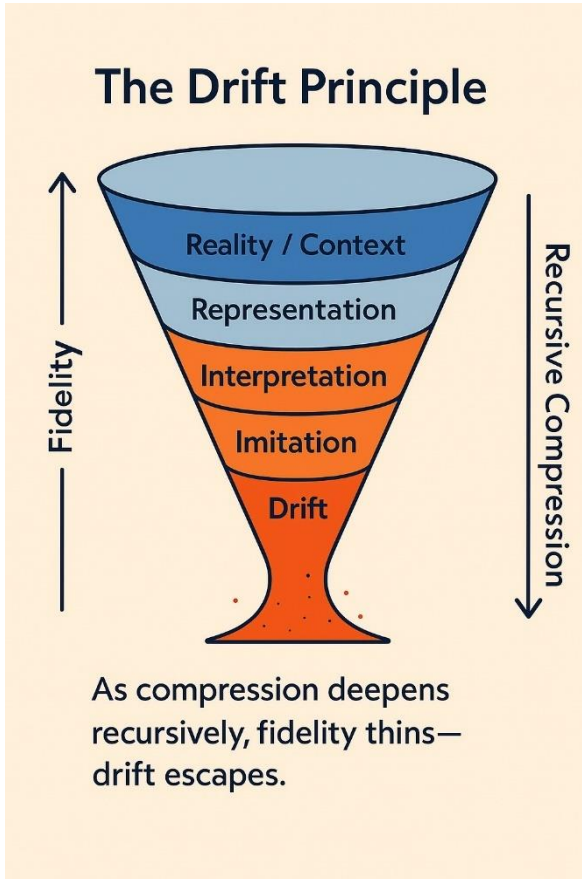 The Drift Principle
Fidelity
Reality / Context
Representation
Interpretation
Imitation
Drift
Recursive Compression
As compression deepens
recursively, fidelity thins—
drift escapes.